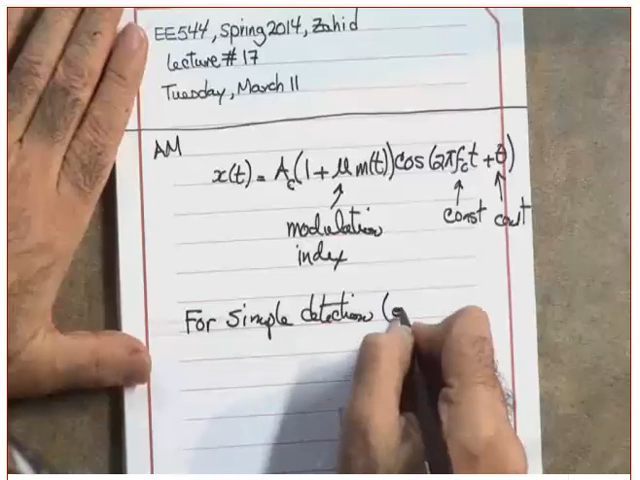 EE544, Spring 2014, Zahid
Lecture # 17
Tuesday, March 11
AM
x(t) = A_c(1 + μ m(t)) cos(2πf_c t + θ)
modulation const const
index
For simple detection (